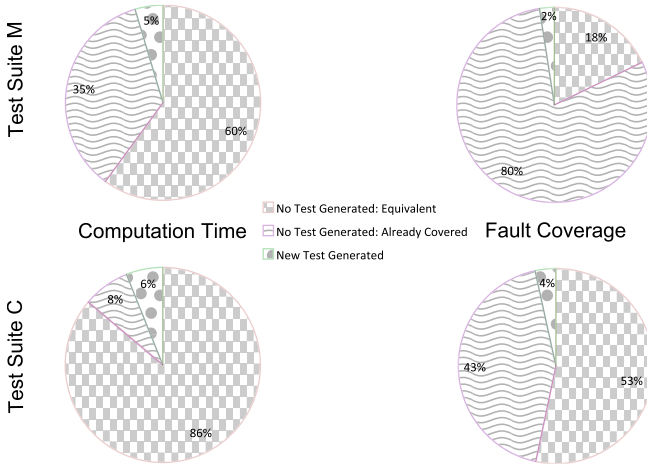 Test Suite M
5%
35%
60%
2%
18%
80%
No Test Generated: Equivalent
No Test Generated: Already Covered
New Test Generated
Computation Time
Fault Coverage
Test Suite C
6%
8%
86%
4%
43%
53%